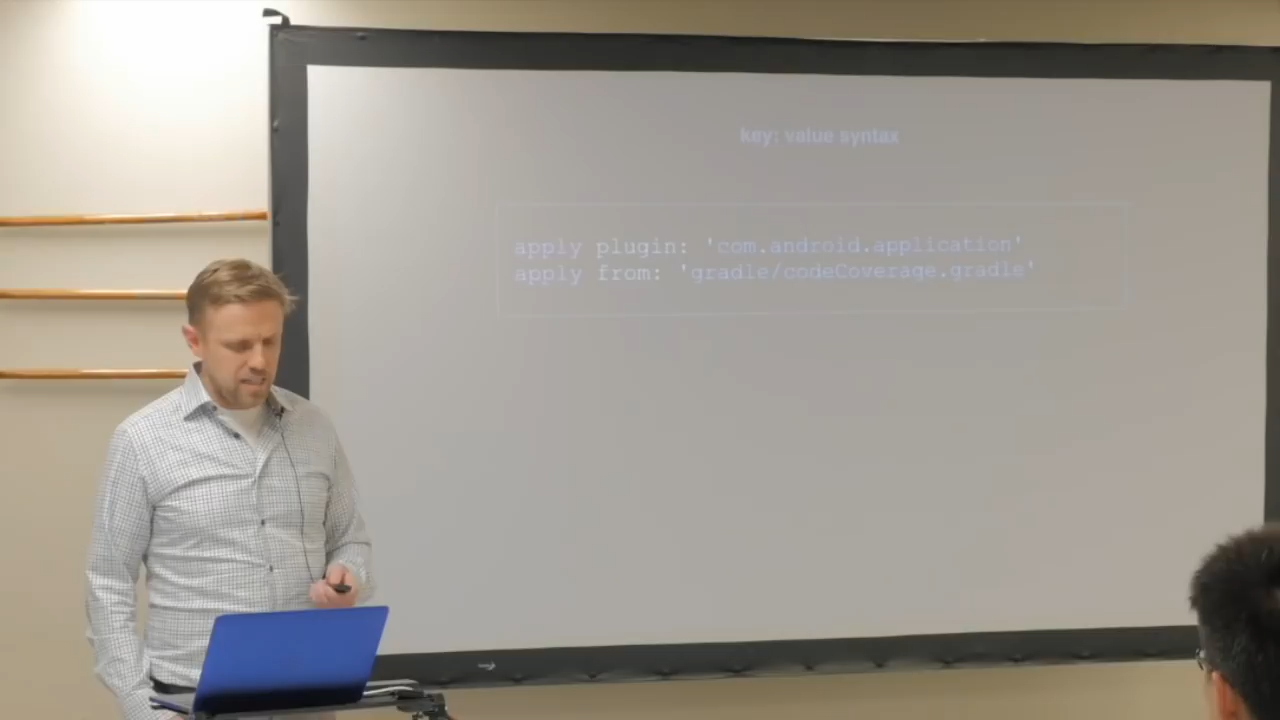 key: value syntax
apply plugin: 'com.android.application'
apply from: 'gradle/codeCoverage.gradle'